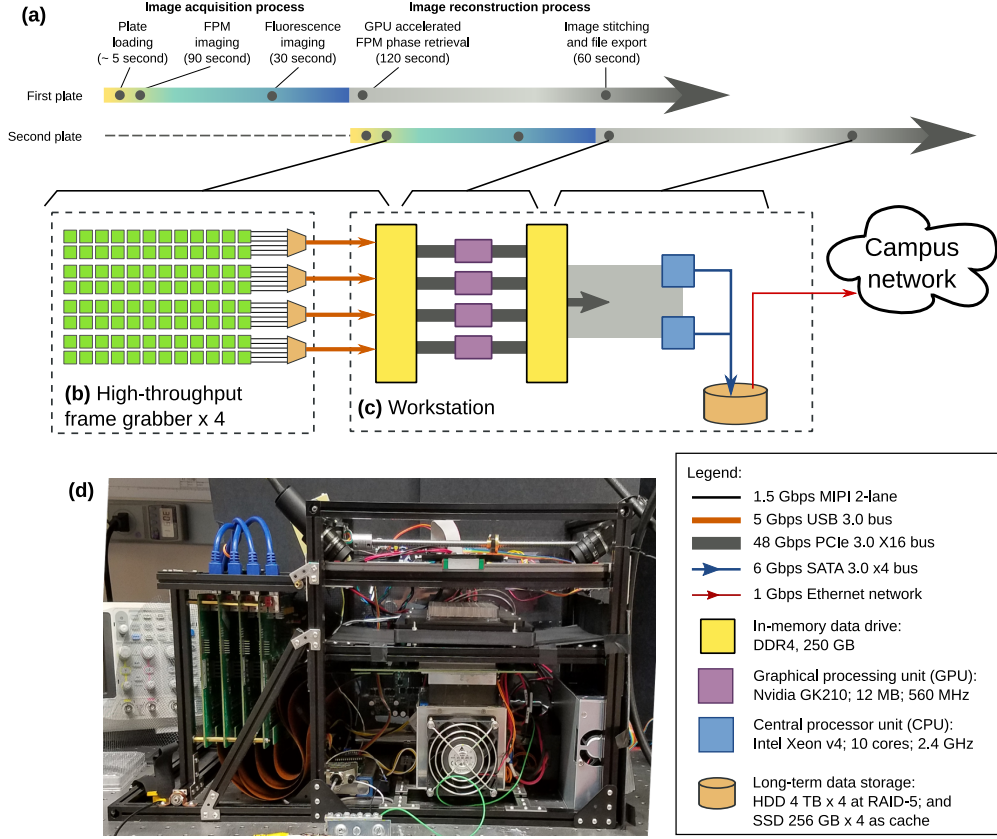 (a)
Image acquisition process
Image reconstruction process
Plate
loading
(~ 5 second)
FPM
imaging
(90 second)
Fluorescence
imaging
(30 second)
GPU accelerated
FPM phase retrieval
(120 second)
Image stitching
and file export
(60 second)
First plate
Second plate
Campus
network
(b) High-throughput
frame grabber x 4
(c) Workstation
(d)
Legend:
1.5 Gbps MIPI 2-lane
5 Gbps USB 3.0 bus
48 Gbps PCIe 3.0 X16 bus
6 Gbps SATA 3.0 x4 bus
1 Gbps Ethernet network
In-memory data drive:
DDR4, 250 GB
Graphical processing unit (GPU):
Nvidia GK210; 12 MB; 560 MHz
Central processor unit (CPU):
Intel Xeon v4; 10 cores; 2.4 GHz
Long-term data storage:
HDD 4 TB x 4 at RAID-5; and
SSD 256 GB x 4 as cache